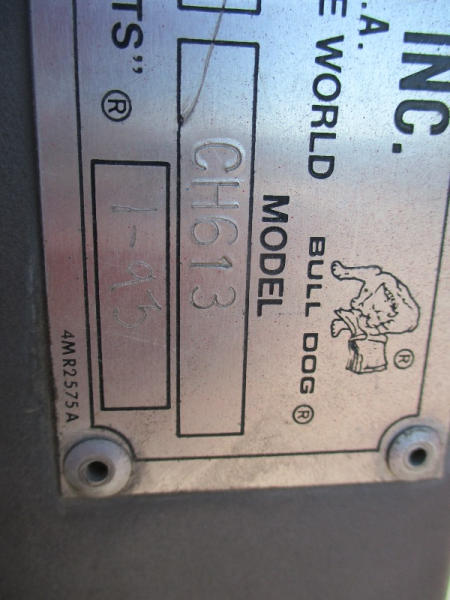 INC.
.A.
E WORLD
BULL DOG®
®
MODEL
TS" ®
CH613
1-93
4MR2575A